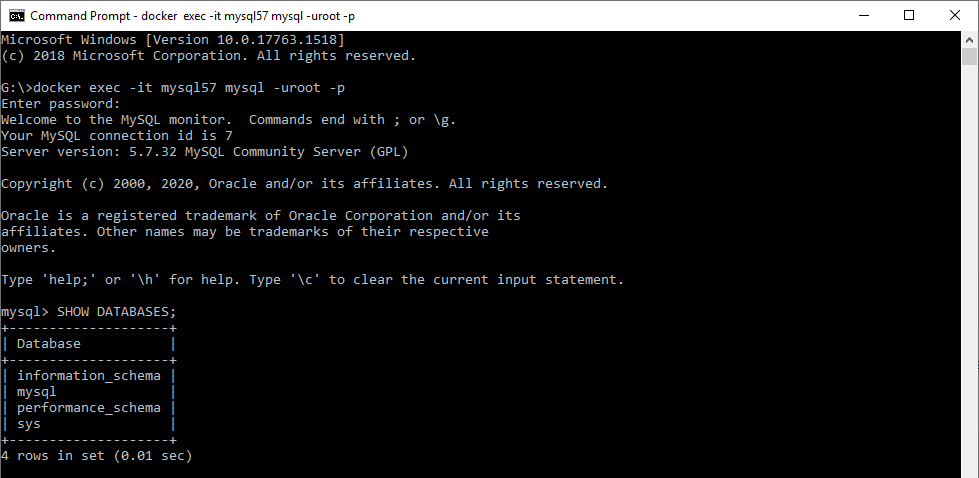 Command Prompt - docker exec -it mysql57 mysql -uroot -p
Microsoft Windows [Version 10.0.17763.1518]
(c) 2018 Microsoft Corporation. All rights reserved.
G:\>docker exec -it mysql57 mysql -uroot -p
Enter password:
Welcome to the MySQL monitor.  Commands end with ; or \g.
Your MySQL connection id is 7
Server version: 5.7.32 MySQL Community Server (GPL)
Copyright (c) 2000, 2020, Oracle and/or its affiliates. All rights reserved.
Oracle is a registered trademark of Oracle Corporation and/or its
affiliates. Other names may be trademarks of their respective
owners.
Type 'help;' or '\h' for help. Type '\c' to clear the current input statement.
mysql> SHOW DATABASES;
+--------------------+
| Database           |
+--------------------+
| information_schema |
| mysql              |
| performance_schema |
| sys                |
+--------------------+
4 rows in set (0.01 sec)